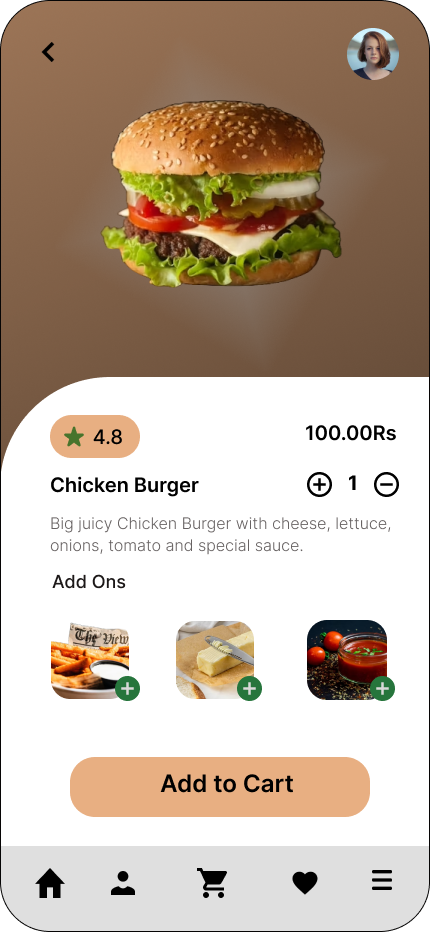 4.8
100.00Rs
Chicken Burger
1
Big juicy Chicken Burger with cheese, lettuce,
onions, tomato and special sauce.
Add Ons
The View
Add to Cart